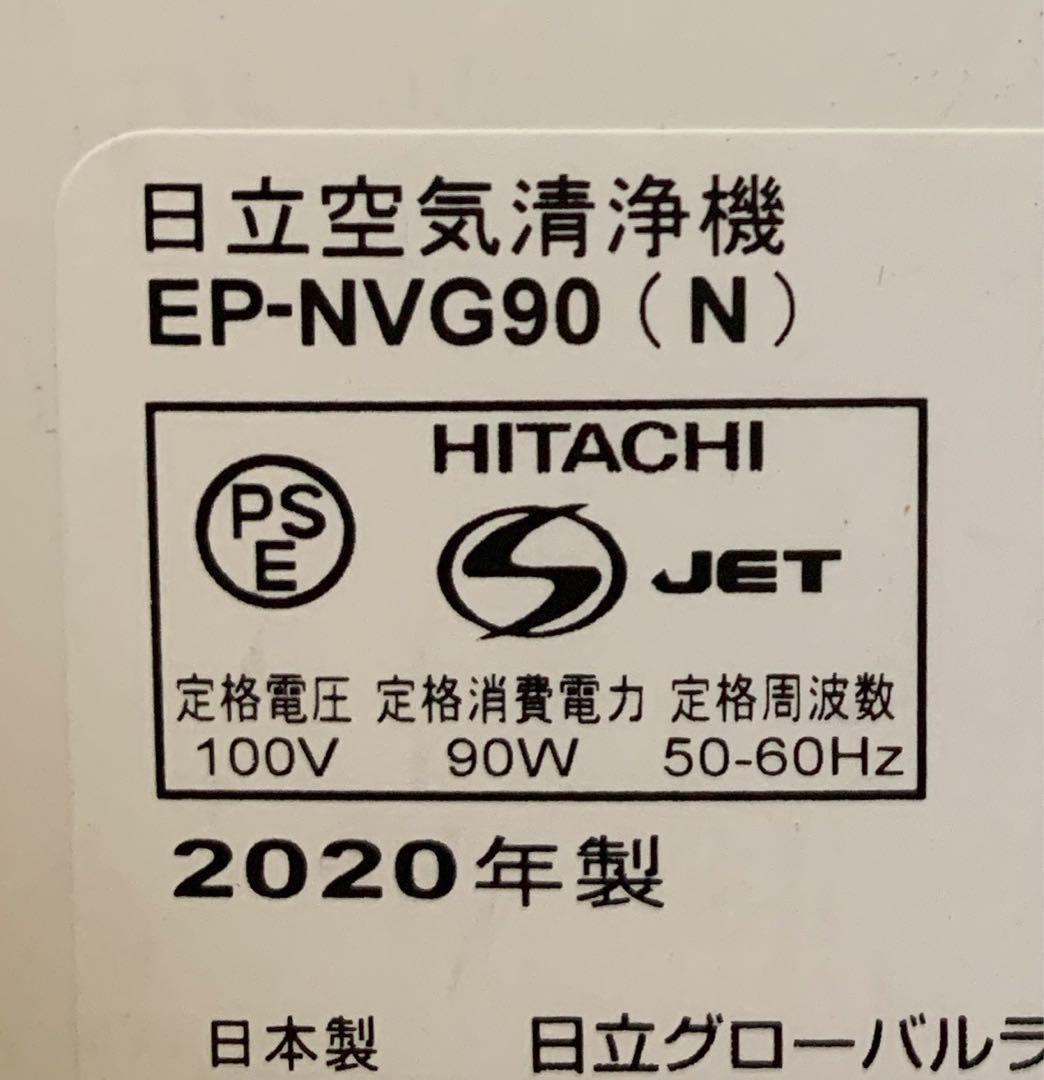 日立空気清浄機
EP-NVG90（N）
HITACHI
PS
E
S JET
定格電圧 定格消費電力 定格周波数
100V 90W 50-60Hz
2020年製
日本製 日立グローバルラ